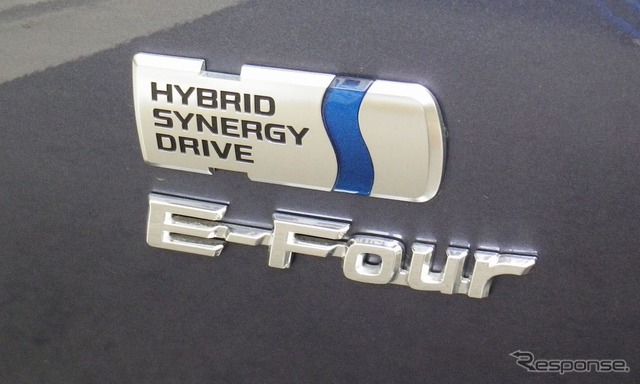 HYBRID
SYNERGY
DRIVE
E-Four
Response.